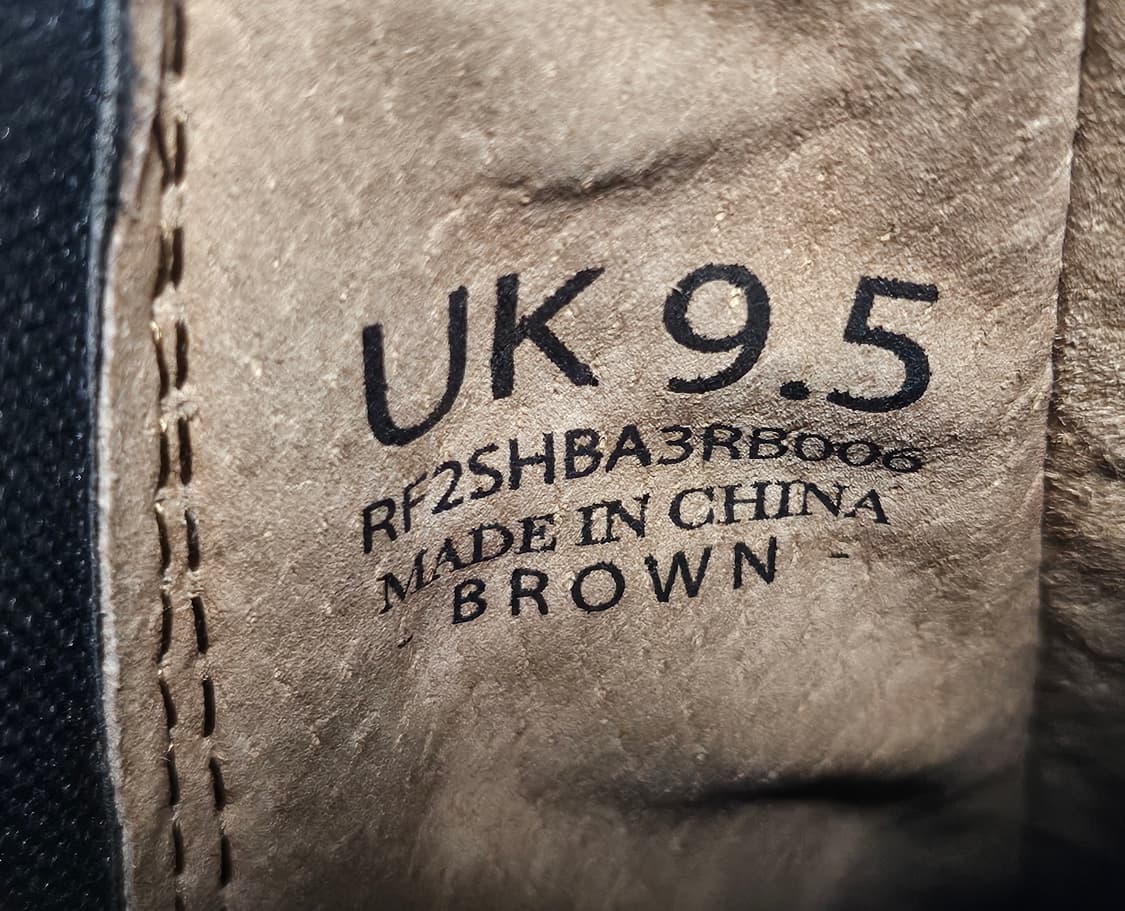 UK 9.5
RF2SHBA3RB006
MADE IN CHINA
BROWN -